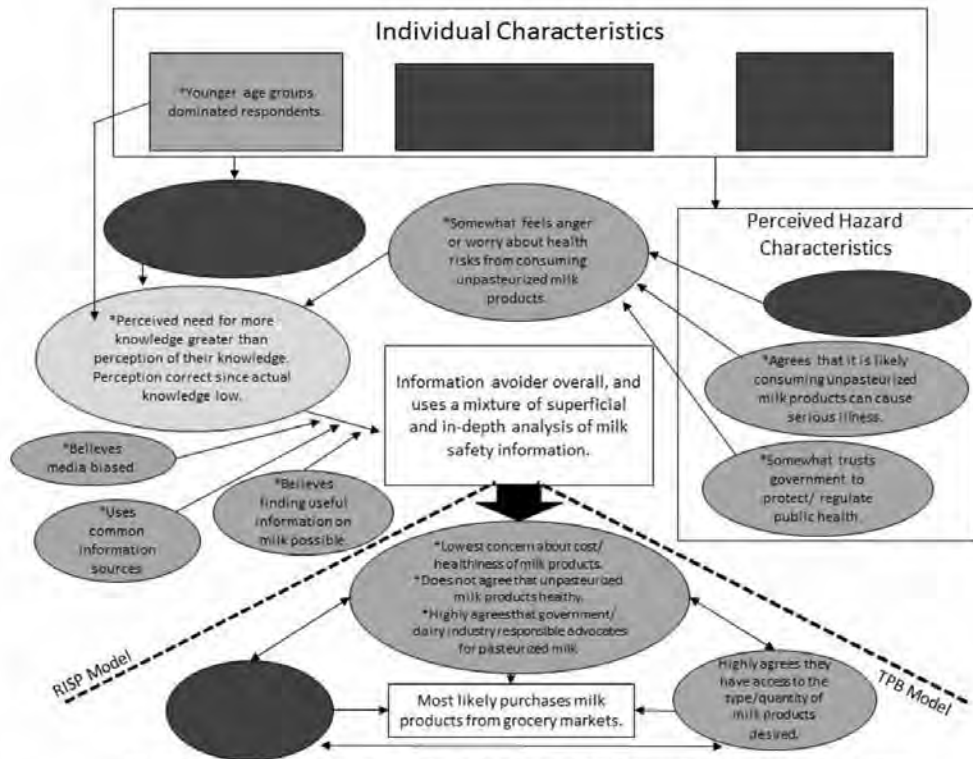 Individual Characteristics
*Younger age groups
dominated respondents.
*Somewhat feels anger
or worry about health
risks from consuming
unpasteurized milk
products.
Perceived Hazard
Characteristics
*Perceived need for more
knowledge greater than
perception of their knowledge.
Perception correct since actual
knowledge low.
Information avoider overall, and
uses a mixture of superficial
and in-depth analysis of milk
safety information.
*Agrees that it is likely
consuming unpasteurized
milk products can cause
serious illness.
*Somewhat trusts
government to
protect/ regulate
public health.
*Believes
media biased.
*Uses
common
information
sources
*Believes
finding useful
information on
milk possible
*Lowest concern about cost/
healthiness of milk products.
*Does not agree that unpasteurized
milk products healthy.
*Highly agrees that government/
dairy industry responsible advocates
for pasteurized milk
RISP Model
TPB Model
Most likely purchases milk
products from grocery markets.
Highly agrees they
have access to the
type/quantity of
milk products
desired.